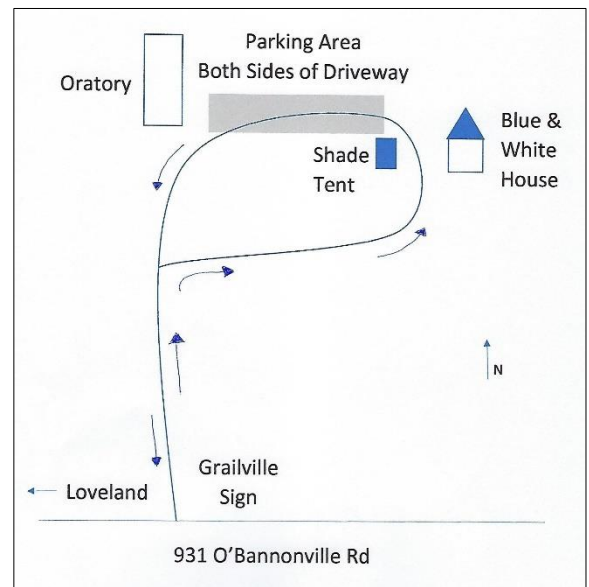 Parking Area
Both Sides of Driveway
Oratory
Blue &
White
House
Shade
Tent
N
Grailville
Sign
Loveland
931 O'Bannonville Rd